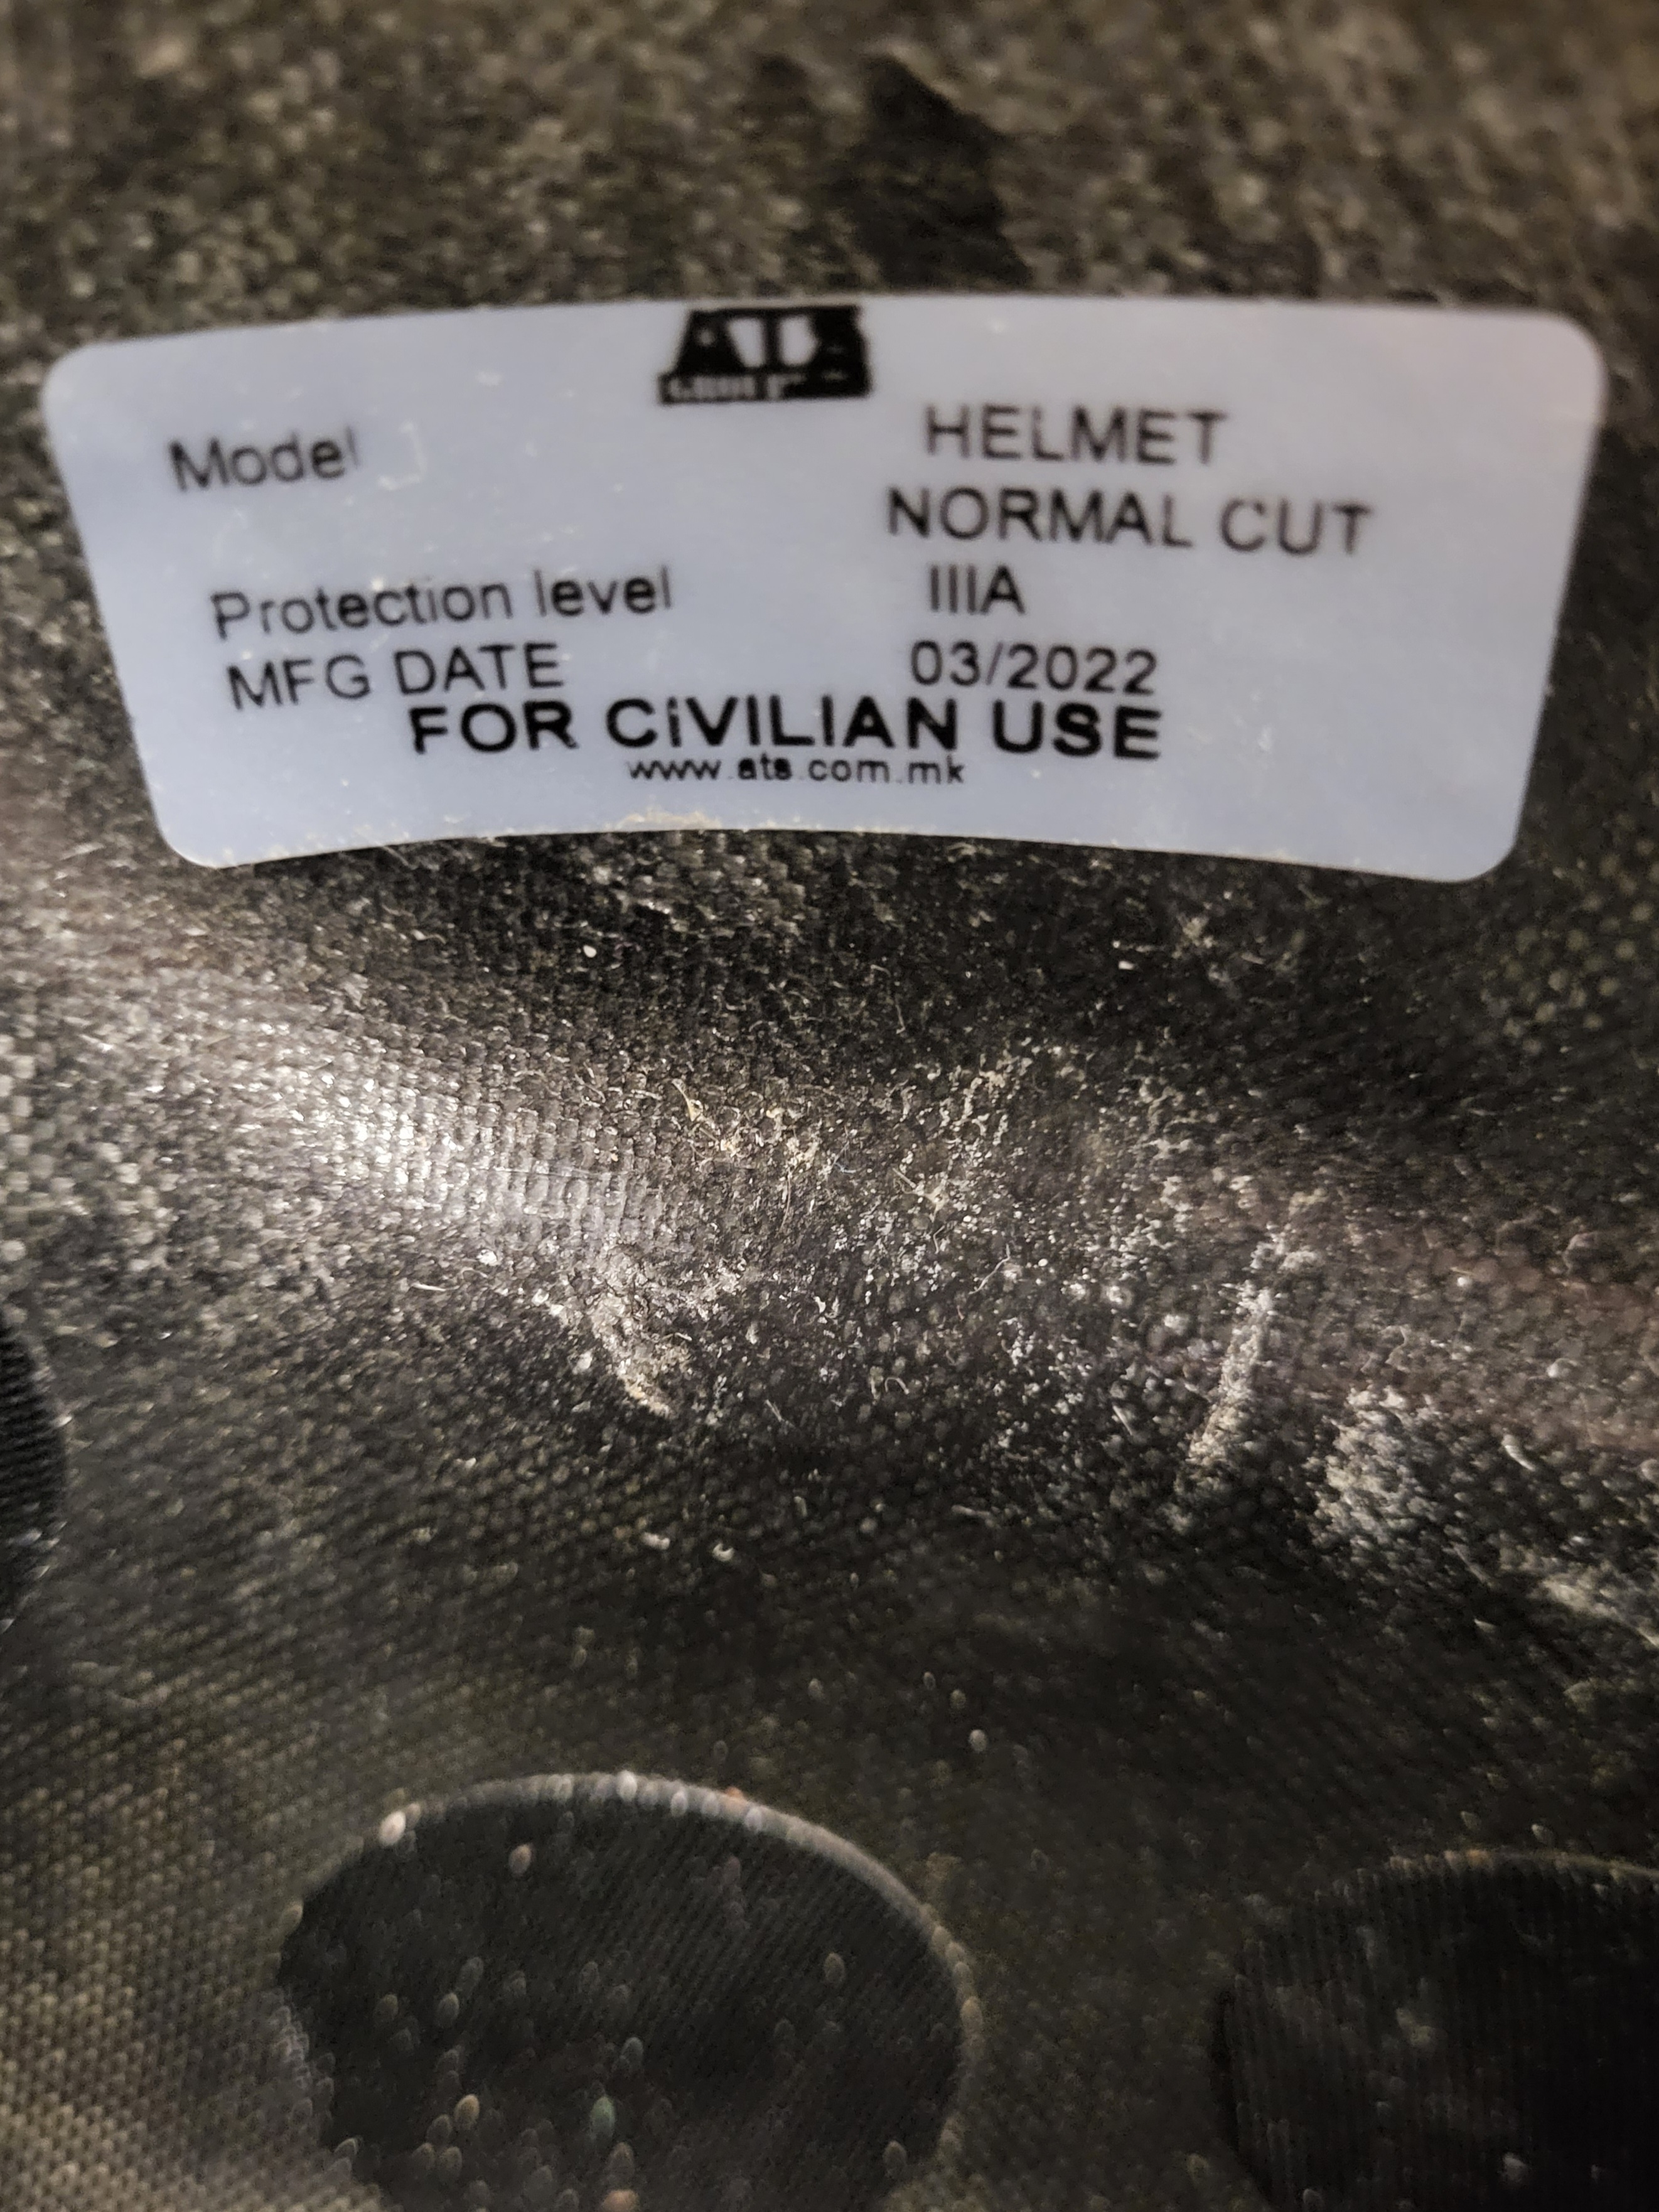 ATS
Model HELMET
NORMAL CUT
Protection level IIIA
MFG DATE 03/2022
FOR CiVILIAN USE
www.ats.com.mk